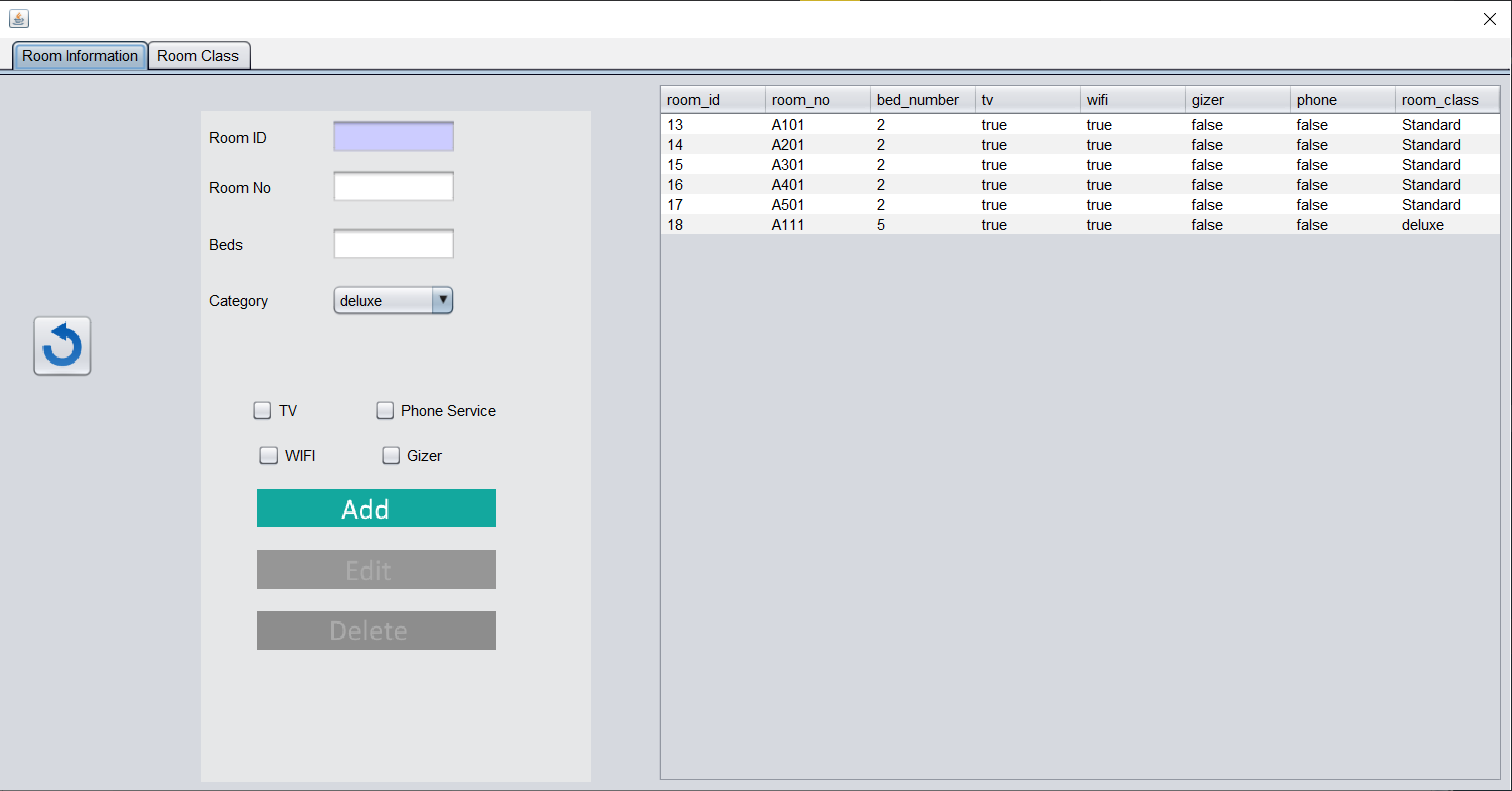 Room Information Room Class
Room ID
Room No
Beds
Category deluxe
TV Phone Service
WIFI Gizer
Add
Edit
Delete
room_id room_no bed_number tv wifi gizer phone room_class
13 A101 2 true true false false Standard
14 A201 2 true true false false Standard
15 A301 2 true true false false Standard
16 A401 2 true true false false Standard
17 A501 2 true true false false Standard
18 A111 5 true true false false deluxe